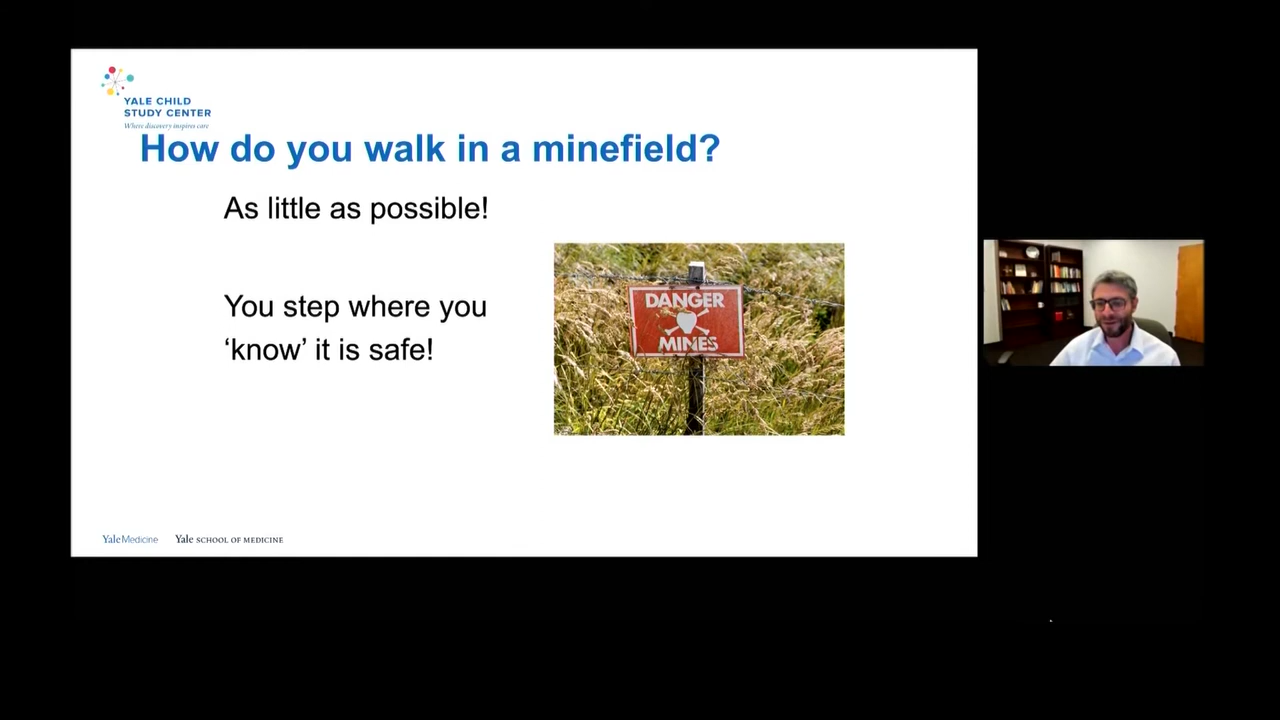 YALE CHILD
STUDY CENTER
Where discovery inspires care
How do you walk in a minefield?
As little as possible!
You step where you
‘know’ it is safe!
DANGER
MINES
YaleMedicine
Yale SCHOOL OF MEDICINE